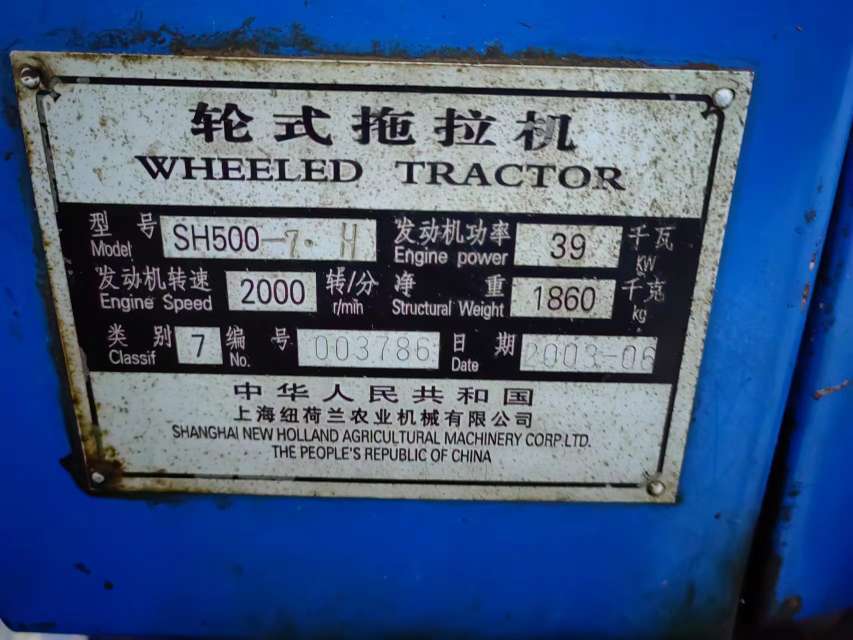 轮式拖拉机
WHEELED TRACTOR
型号 SH500-7·H 发动机功率 39 千瓦
Model Engine power KW
发动机转速 2000 转/分 净重 1860 千克
Engine Speed r/min Structural Weight kg
类别 7 编号 003786 日期 2003-06
Classif No. Date
中华人民共和国
上海纽荷兰农业机械有限公司
SHANGHAI NEW HOLLAND AGRICULTURAL MACHINERY CORP.LTD.
THE PEOPLE'S REPUBLIC OF CHINA